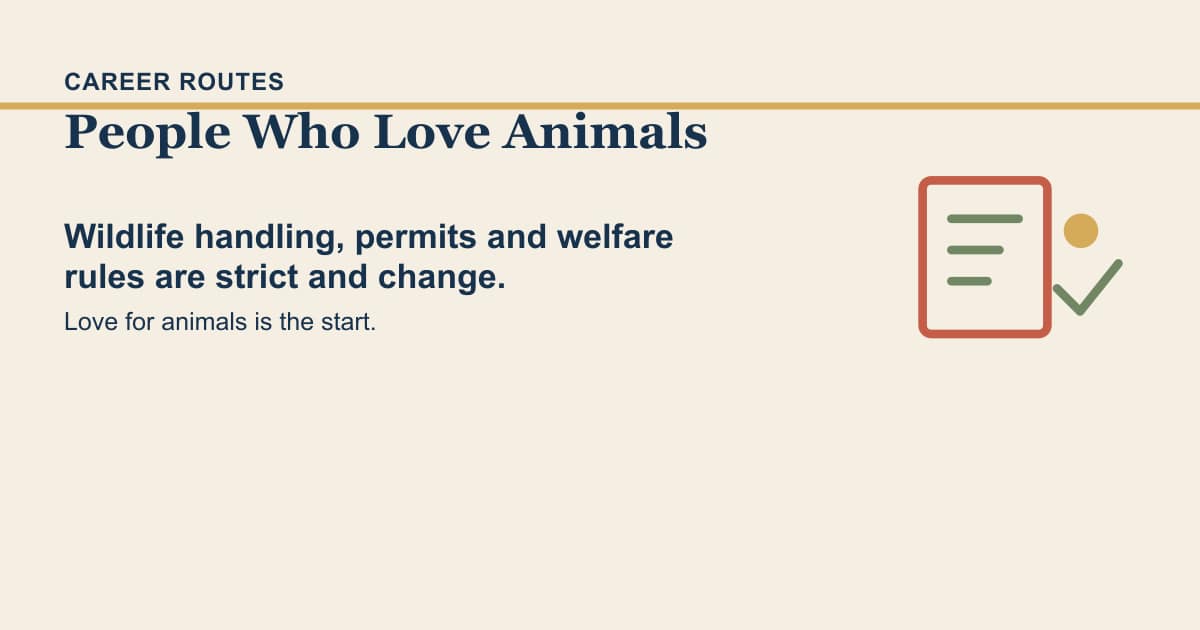 CAREER ROUTES
People Who Love Animals
Wildlife handling, permits and welfare
rules are strict and change.
Love for animals is the start.